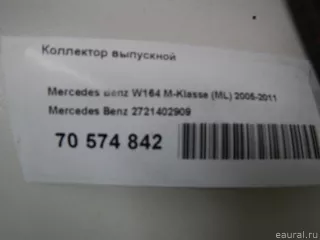 Коллектор выпускной
Mercedes Benz W164 M-Klasse (ML) 2005-2011
Mercedes Benz 2721402909
70 574 842
eaural.ru